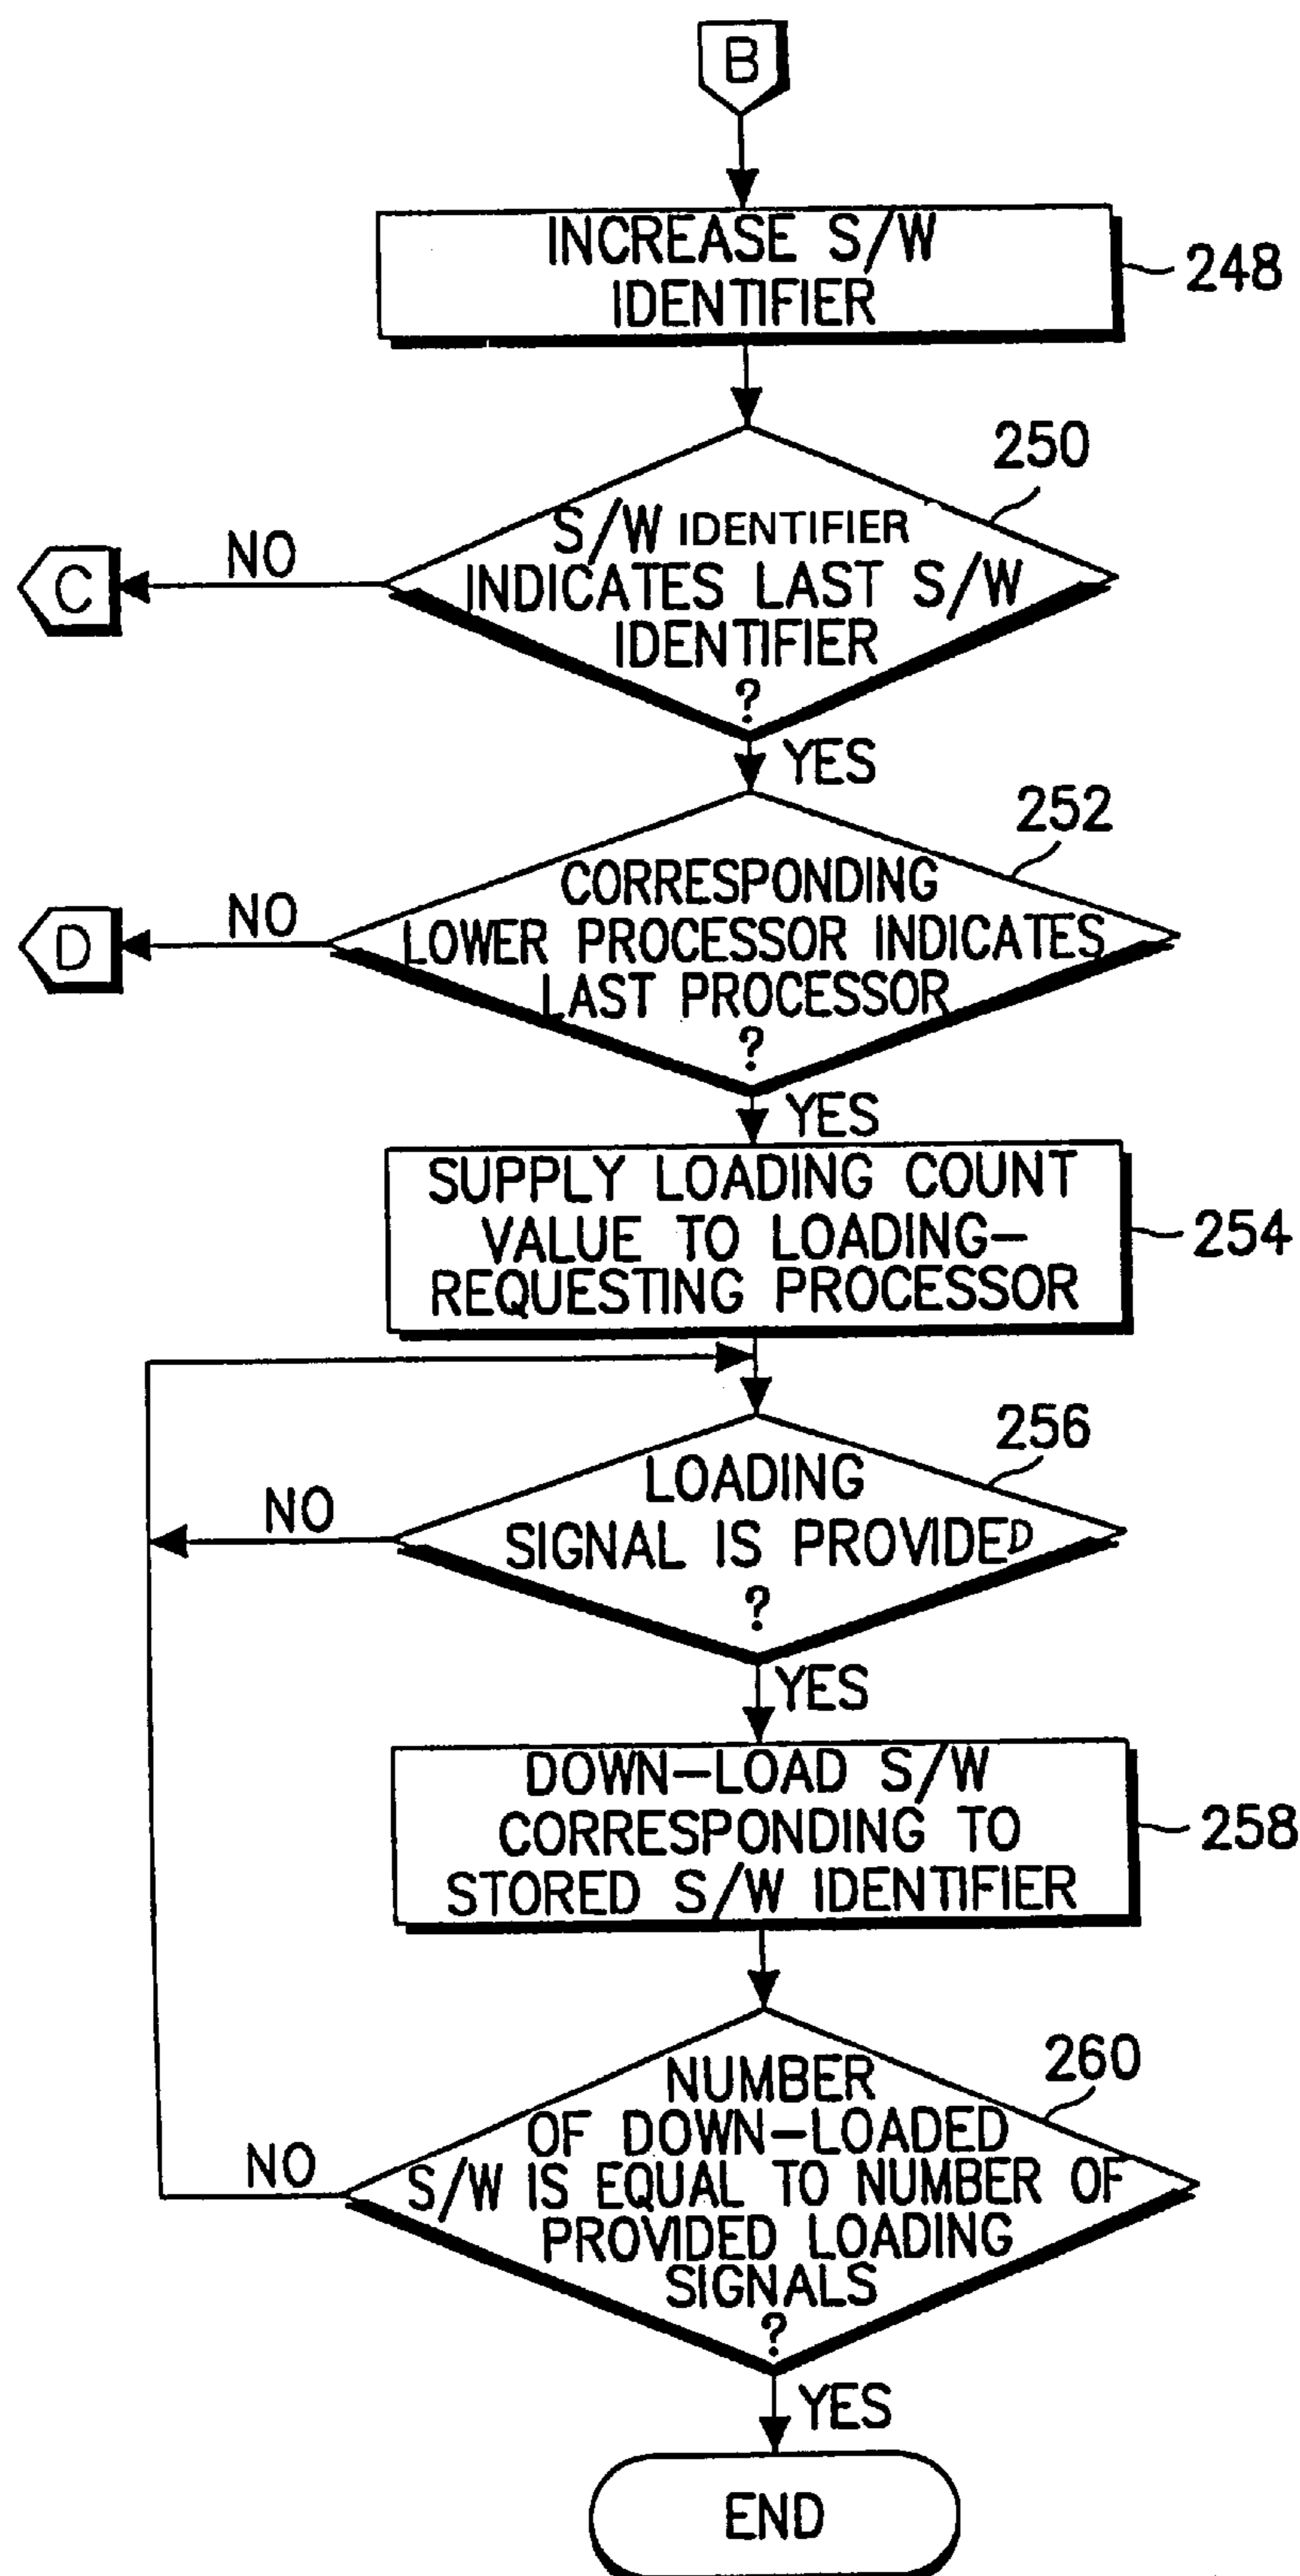 B
INCREASE S/W
IDENTIFIER
248
250
S/W IDENTIFIER
INDICATES LAST S/W
IDENTIFIER
?
NO
C
YES
252
CORRESPONDING
LOWER PROCESSOR INDICATES
LAST PROCESSOR
?
NO
D
YES
SUPPLY LOADING COUNT
VALUE TO LOADING-
REQUESTING PROCESSOR
254
256
LOADING
SIGNAL IS PROVIDED
?
NO
YES
DOWN-LOAD S/W
CORRESPONDING TO
STORED S/W IDENTIFIER
258
260
NUMBER
OF DOWN-LOADED
S/W IS EQUAL TO NUMBER OF
PROVIDED LOADING
SIGNALS
?
NO
YES
END